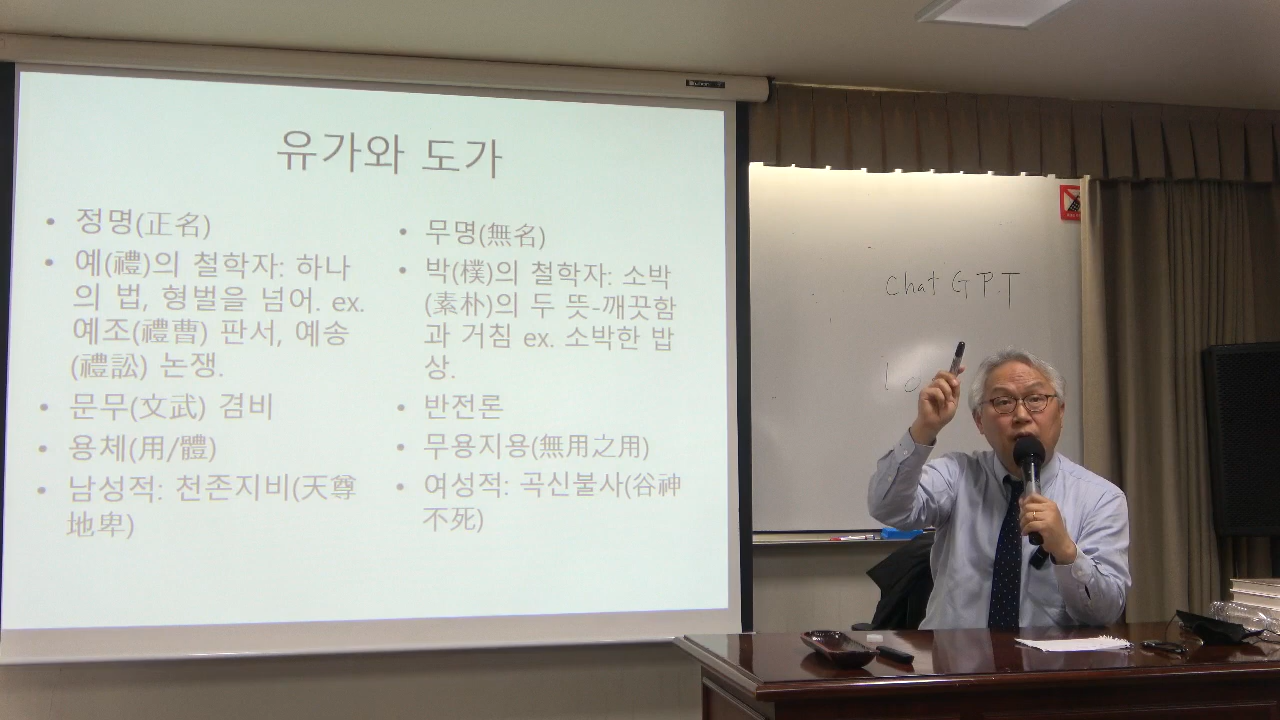 유가와 도가
• 정명(正名)
• 예(禮)의 철학자: 하나
의 법, 형벌을 넘어. ex.
예조(禮曹) 판서, 예송
(禮訟) 논쟁.
• 문무(文武) 겸비
• 용체(用/體)
• 남성적: 천존지비(天尊
地卑)
• 무명(無名)
• 박(樸)의 철학자: 소박
(素朴)의 두 뜻-깨끗함
과 거침 ex. 소박한 밥
상.
• 반전론
• 무용지용(無用之用)
• 여성적: 곡신불사(谷神
不死)
Chat G.P.T
I